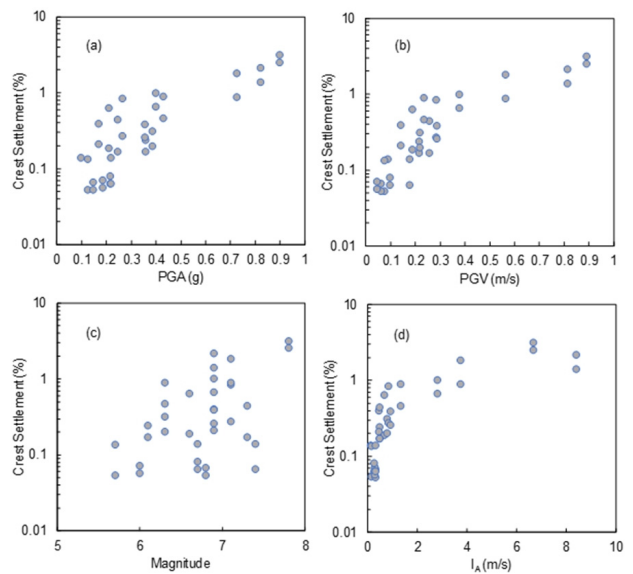 10
(a)
1
0.1
0.01
Crest Settlement (%)
0 0.1 0.2 0.3 0.4 0.5 0.6 0.7 0.8 0.9 1
PGA (g)
10
(b)
1
0.1
0.01
Crest Settlement (%)
0 0.1 0.2 0.3 0.4 0.5 0.6 0.7 0.8 0.9 1
PGV (m/s)
10
(c)
1
0.1
0.01
Crest Settlement (%)
5 6 7 8
Magnitude
10
(d)
1
0.1
0.01
Crest Settlement (%)
0 2 4 6 8 10
IA (m/s)